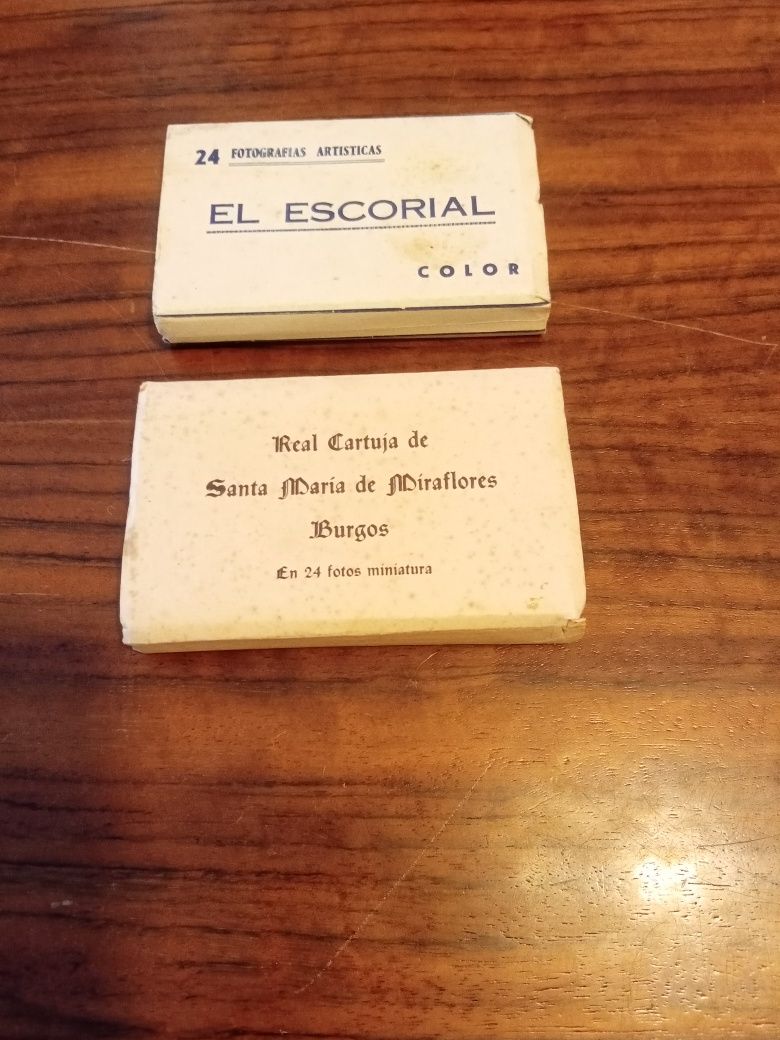 24 FOTOGRAFIAS ARTISTICAS
EL ESCORIAL
COLOR
Real Cartuja de
Santa María de Miraflores
Burgos
En 24 fotos miniatura